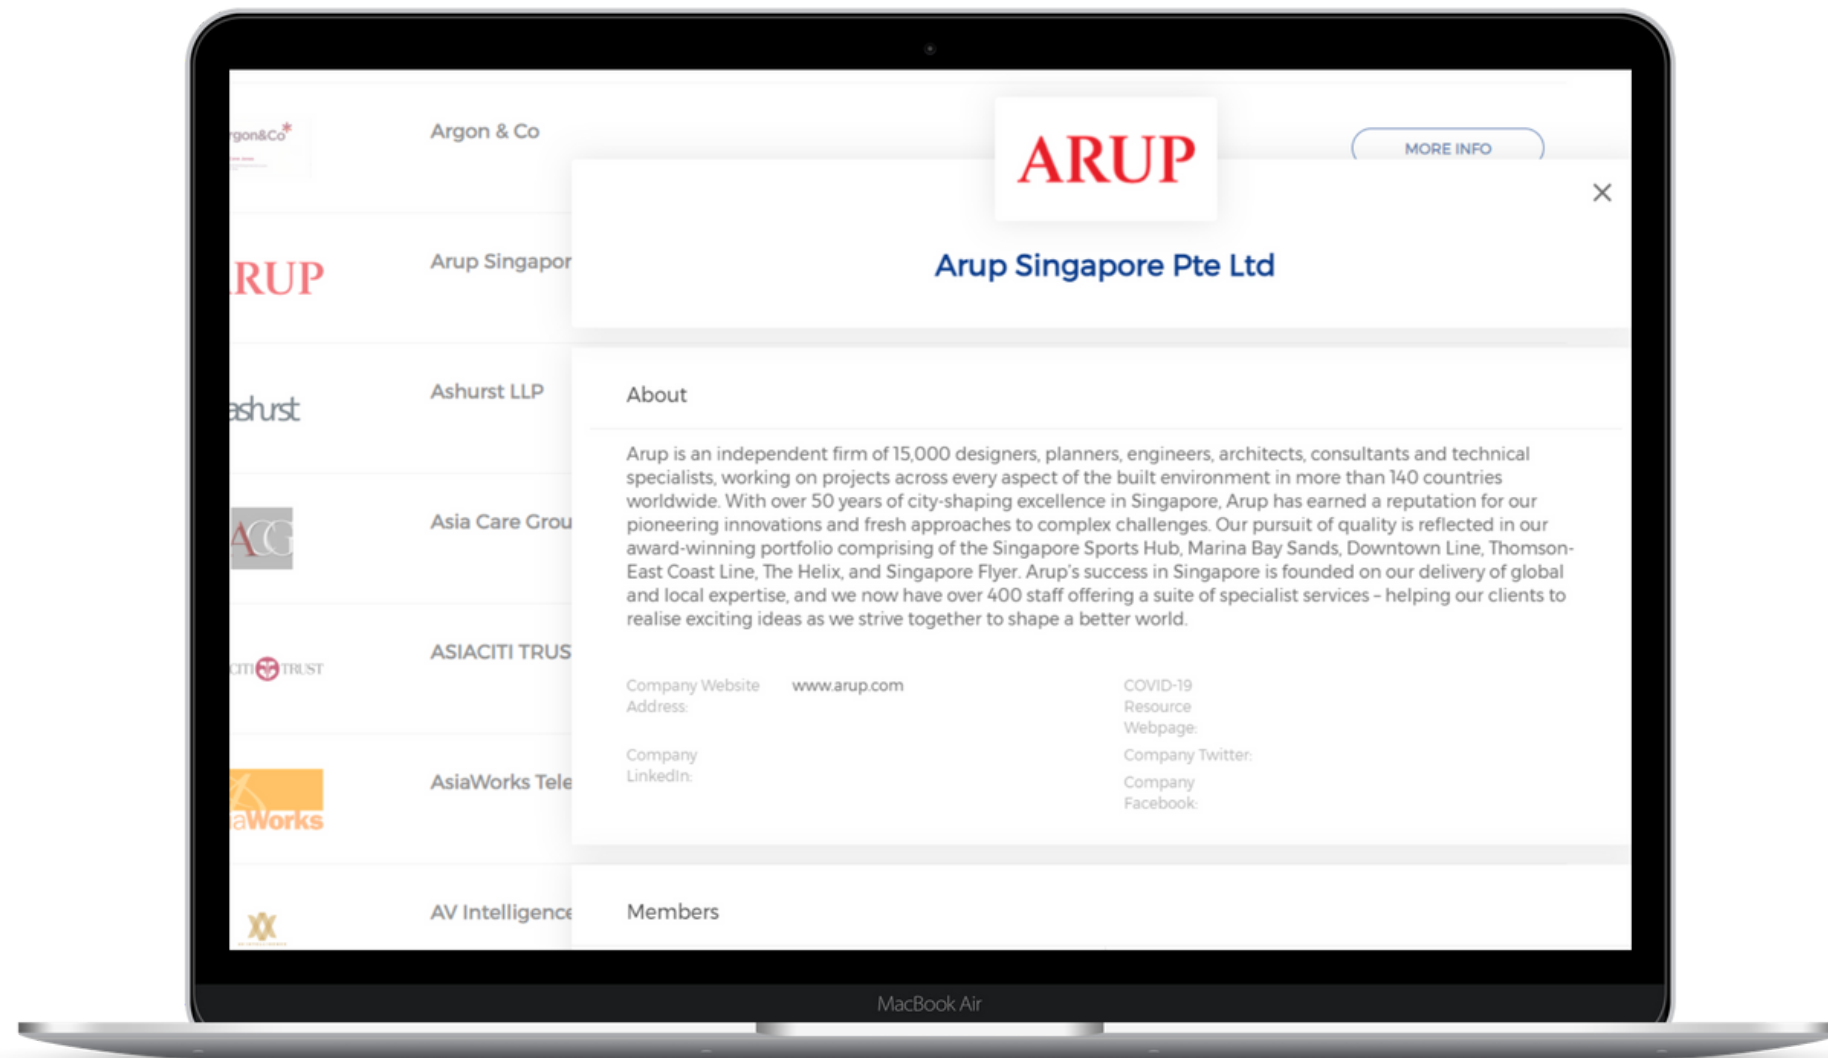 rgon&Co*
Argon & Co
ARUP
MORE INFO
RUP
Arup Singapor
Arup Singapore Pte Ltd
ashurst
Ashurst LLP
About
Arup is an independent firm of 15,000 designers, planners, engineers, architects, consultants and technical
specialists, working on projects across every aspect of the built environment in more than 140 countries
worldwide. With over 50 years of city-shaping excellence in Singapore, Arup has earned a reputation for our
pioneering innovations and fresh approaches to complex challenges. Our pursuit of quality is reflected in our
award-winning portfolio comprising of the Singapore Sports Hub, Marina Bay Sands, Downtown Line, Thomson-
East Coast Line, The Helix, and Singapore Flyer. Arup's success in Singapore is founded on our delivery of global
and local expertise, and we now have over 400 staff offering a suite of specialist services – helping our clients to
realise exciting ideas as we strive together to shape a better world.
ACG
Asia Care Grou
CITI TRUST
ASIACITI TRUS
Company Website Address:
www.arup.com
COVID-19
Resource
Webpage:
Company
LinkedIn:
Company Twitter:
Company
Facebook:
aWorks
AsiaWorks Tele
AV Intelligence
Members
MacBook Air